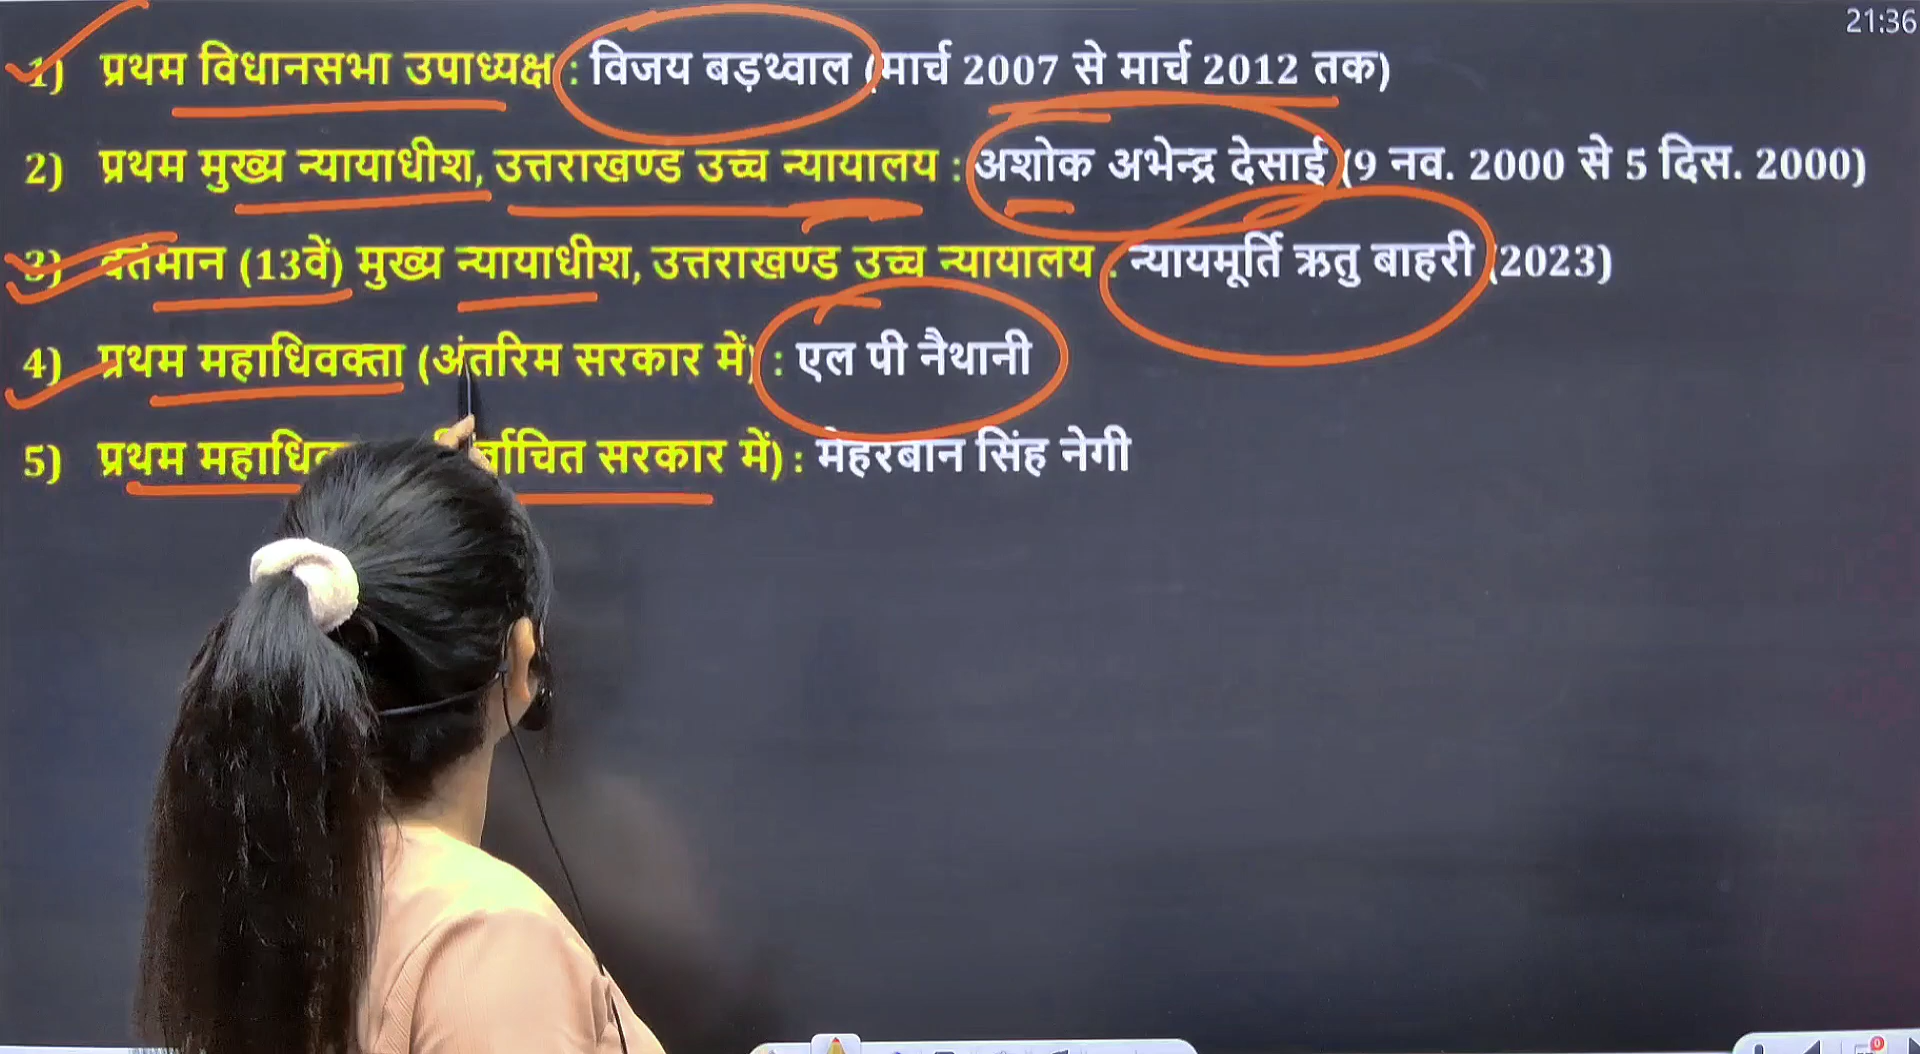 21:36
1) प्रथम विधानसभा उपाध्यक्ष : विजय बड़थ्वाल (मार्च 2007 से मार्च 2012 तक)
2) प्रथम मुख्य न्यायाधीश, उत्तराखण्ड उच्च न्यायालय : अशोक अभेन्द्र देसाई (9 नव. 2000 से 5 दिस. 2000)
3) वर्तमान (13वें) मुख्य न्यायाधीश, उत्तराखण्ड उच्च न्यायालय : न्यायमूर्ति ऋतु बाहरी (2023)
4) प्रथम महाधिवक्ता (अंतरिम सरकार में) : एल पी नैथानी
5) प्रथम सरकार में) : मेहरबान सिंह नेगी